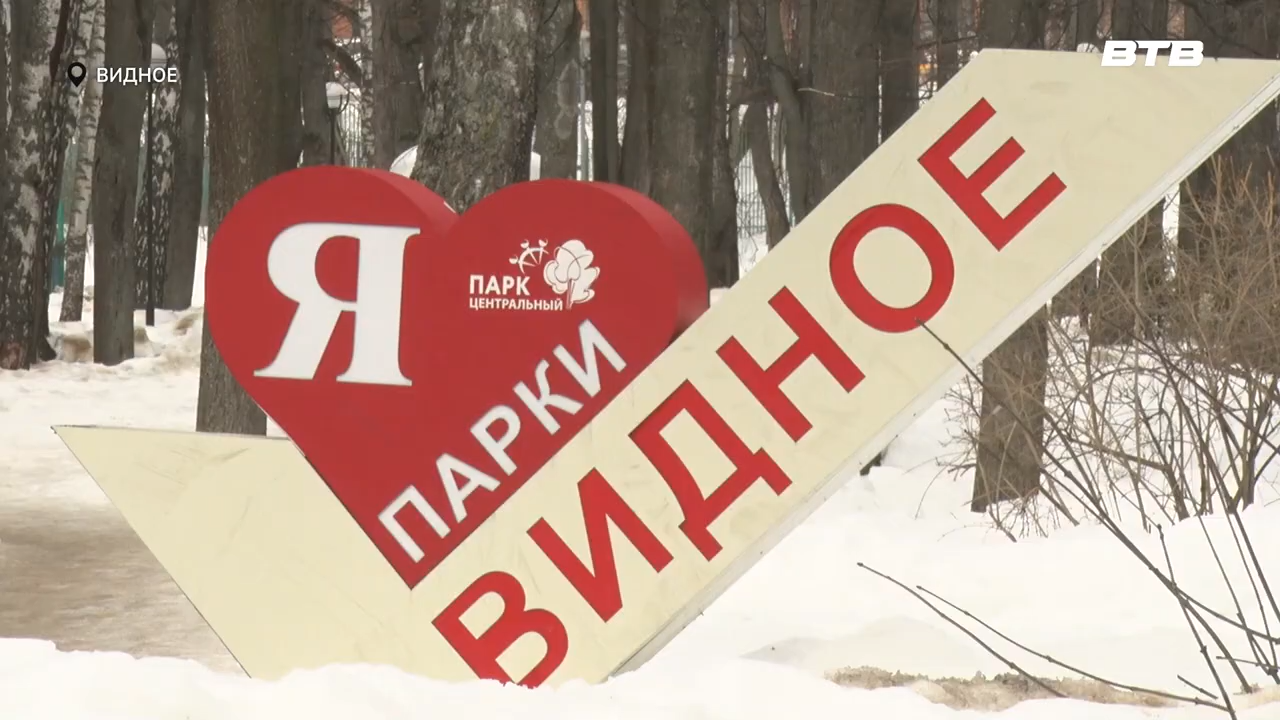 ВИДНОЕ
ВТВ
Я
ПАРК
ЦЕНТРАЛЬНЫЙ
ПАРКИ
ВИДНОЕ